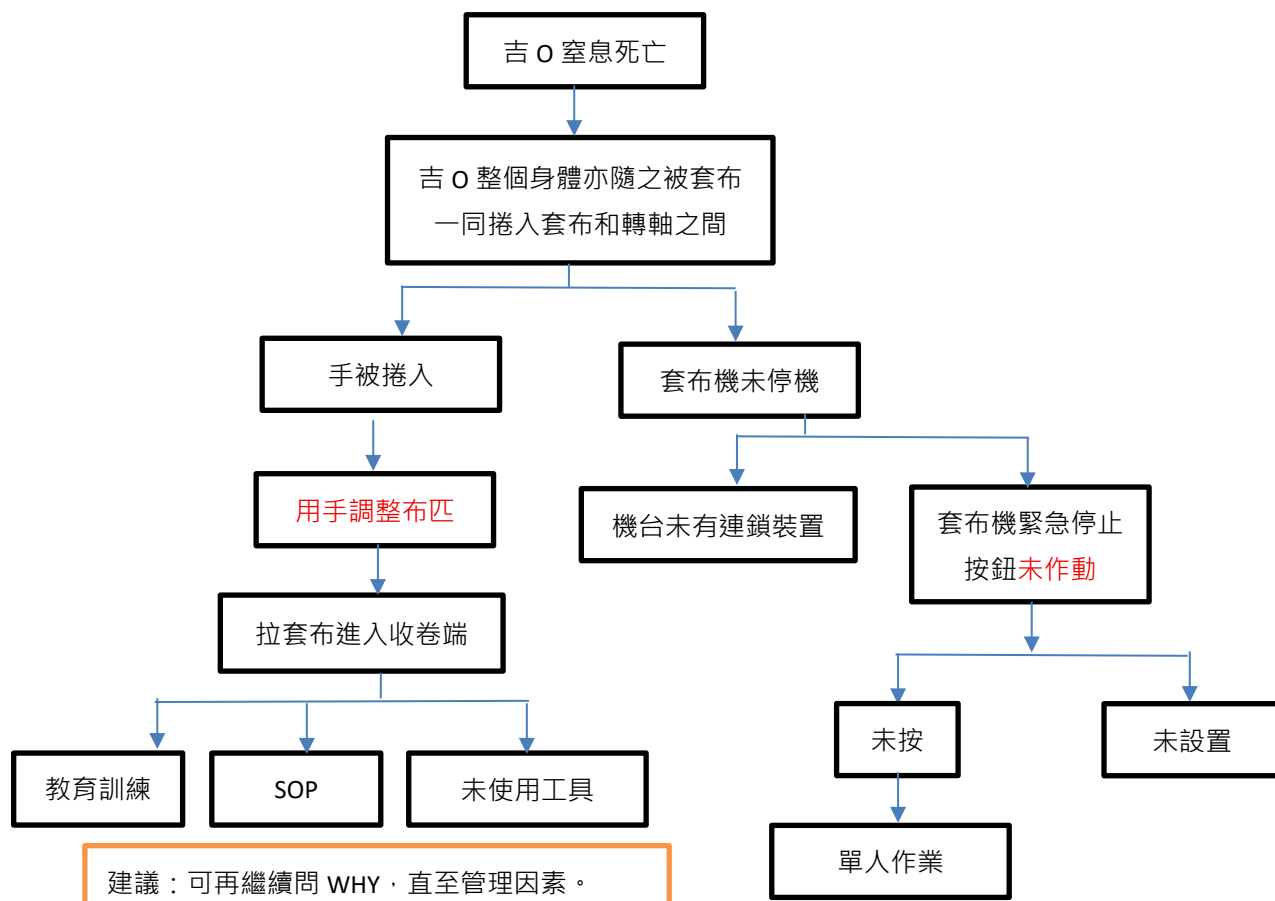 吉 O 窒息死亡
吉 O 整個身體亦隨之被套布
一同捲入套布和轉軸之間
手被捲入
套布機未停機
用手調整布匹
機台未有連鎖裝置
套布機緊急停止
按鈕未作動
拉套布進入收卷端
未按
未設置
教育訓練
SOP
未使用工具
單人作業
建議：可再繼續問 WHY，直至管理因素。